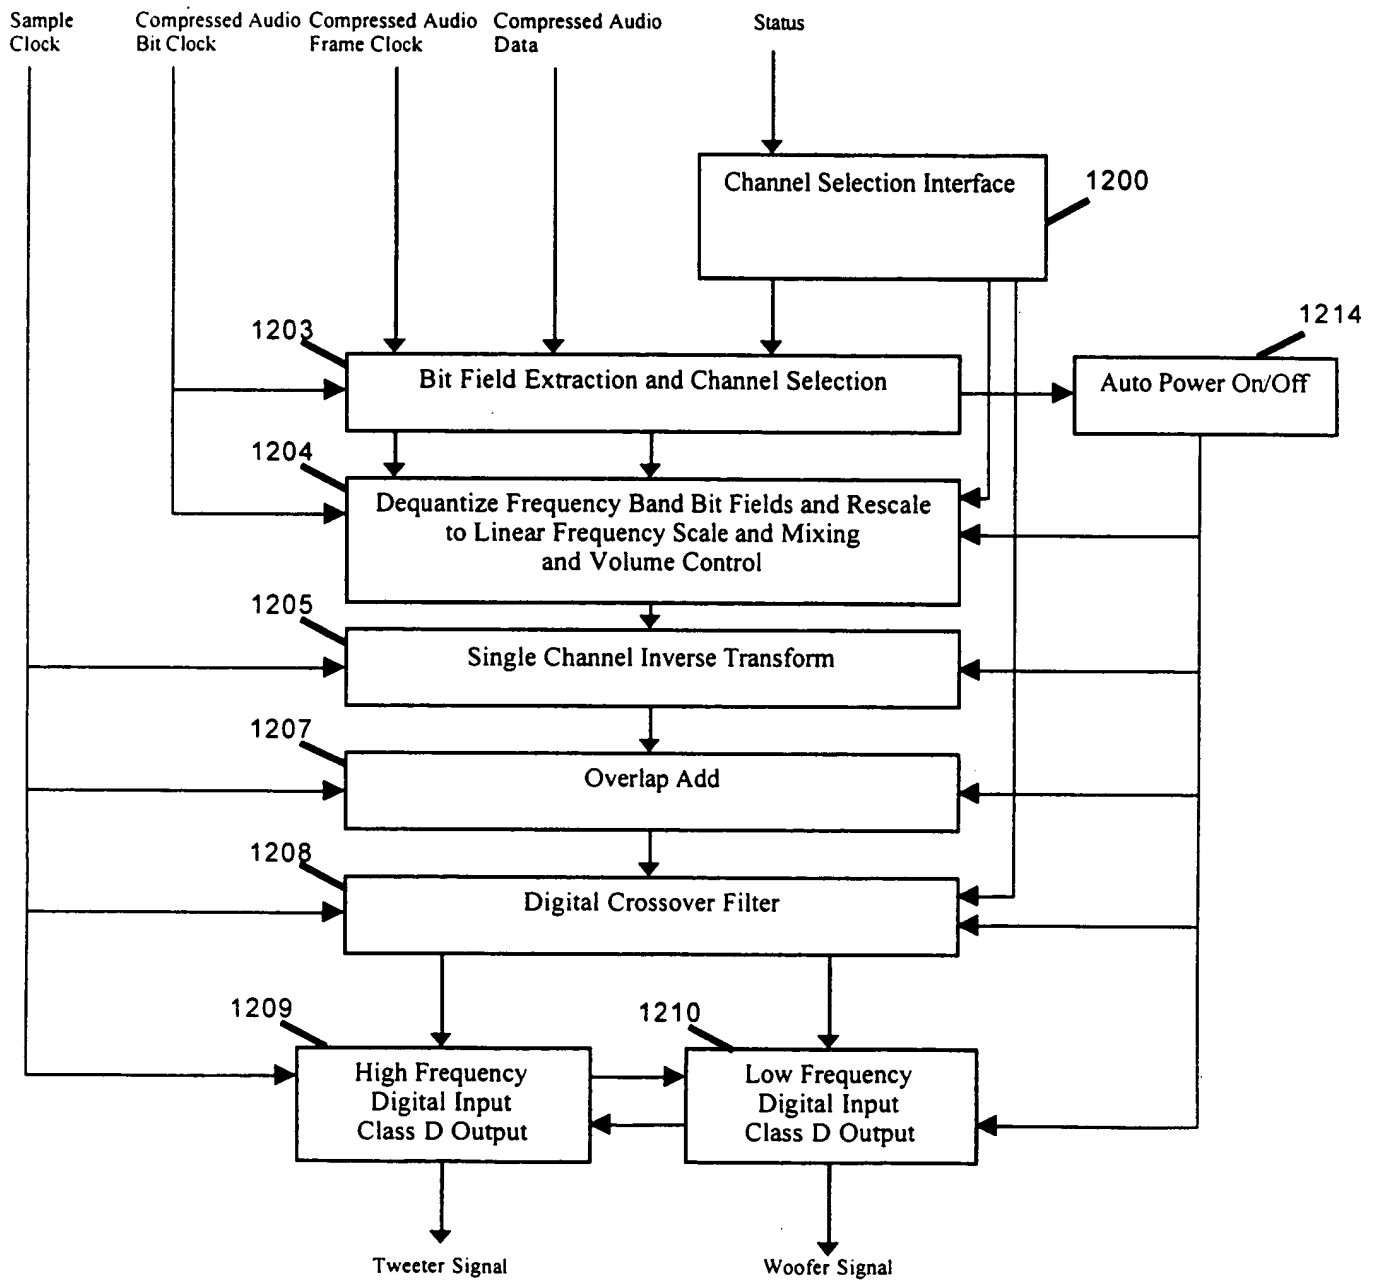 Sample
Clock
Compressed Audio
Bit Clock
Compressed Audio
Frame Clock
Compressed Audio
Data
Status
Channel Selection Interface
1200
1203
Bit Field Extraction and Channel Selection
1214
Auto Power On/Off
1204
Dequantize Frequency Band Bit Fields and Rescale
to Linear Frequency Scale and Mixing
and Volume Control
1205
Single Channel Inverse Transform
1207
Overlap Add
1208
Digital Crossover Filter
1209
High Frequency
Digital Input
Class D Output
1210
Low Frequency
Digital Input
Class D Output
Tweeter Signal
Woofer Signal